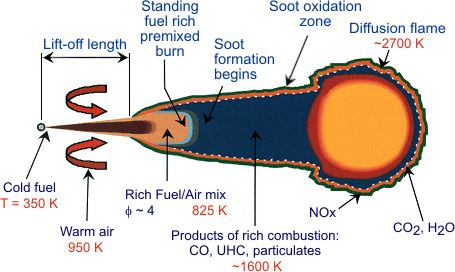 Standing
fuel rich
premixed
burn
Soot oxidation
zone
Diffusion flame
~2700 K
Lift-off length
Soot
formation
begins
Cold fuel
T = 350 K
Warm air
950 K
Rich Fuel/Air mix
ϕ ~ 4 825 K
Products of rich combustion:
CO, UHC, particulates
~1600 K
NOx
CO₂, H₂O